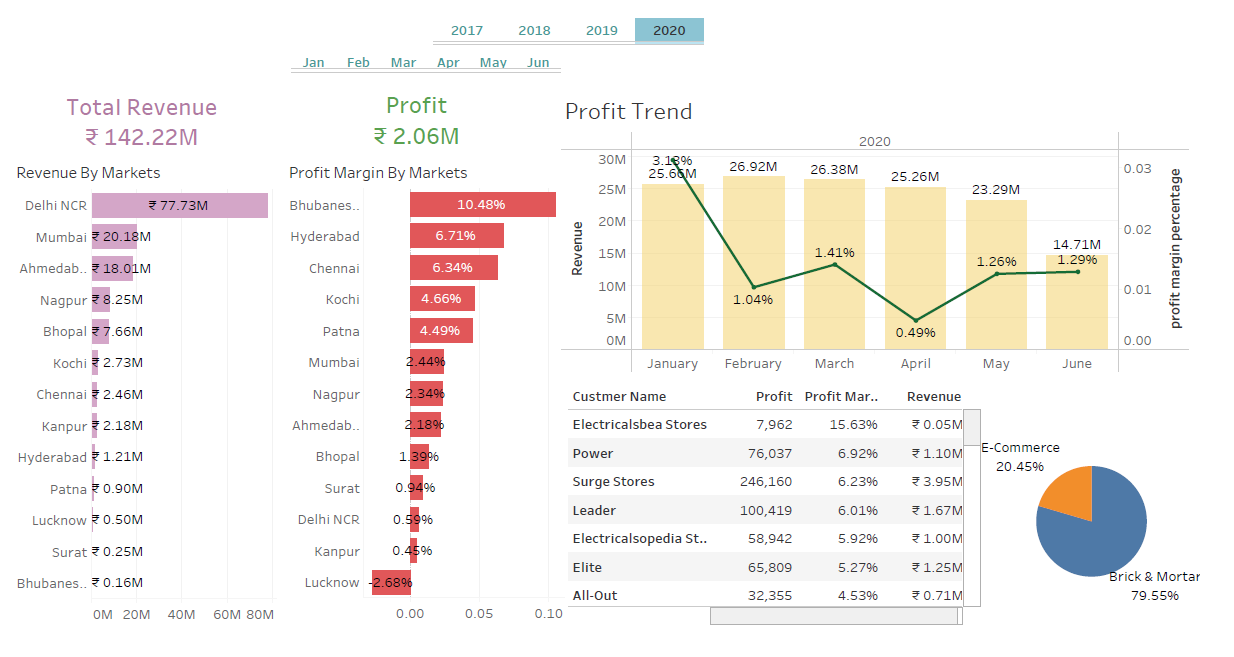 2017 2018 2019 2020
Jan Feb Mar Apr May Jun
Total Revenue
₹ 142.22M
Profit
₹ 2.06M
Revenue By Markets
Delhi NCR ₹ 77.73M
Mumbai ₹ 20.18M
Ahmedab.. ₹ 18.01M
Nagpur ₹ 8.25M
Bhopal ₹ 7.66M
Kochi ₹ 2.73M
Chennai ₹ 2.46M
Kanpur ₹ 2.18M
Hyderabad ₹ 1.21M
Patna ₹ 0.90M
Lucknow ₹ 0.50M
Surat ₹ 0.25M
Bhubanes.. ₹ 0.16M
0M 20M 40M 60M 80M
Profit Margin By Markets
Bhubanes.. 10.48%
Hyderabad 6.71%
Chennai 6.34%
Kochi 4.66%
Patna 4.49%
Mumbai 2.44%
Nagpur 2.34%
Ahmedab.. 2.18%
Bhopal 1.39%
Surat 0.94%
Delhi NCR 0.59%
Kanpur 0.45%
Lucknow -2.68%
0.00 0.05 0.10
Profit Trend
2020
Revenue
30M
25M
20M
15M
10M
5M
0M
3.13%
25.66M
26.92M
26.38M
25.26M
23.29M
14.71M
1.04%
1.41%
0.49%
1.26%
1.29%
0.03
0.02
0.01
0.00
profit margin percentage
January February March April May June
Custmer Name Profit Profit Mar.. Revenue
Electricalsbea Stores 7,962 15.63% ₹ 0.05M
Power 76,037 6.92% ₹ 1.10M
Surge Stores 246,160 6.23% ₹ 3.95M
Leader 100,419 6.01% ₹ 1.67M
Electricalsopedia St.. 58,942 5.92% ₹ 1.00M
Elite 65,809 5.27% ₹ 1.25M
All-Out 32,355 4.53% ₹ 0.71M
E-Commerce
20.45%
Brick & Mortar
79.55%